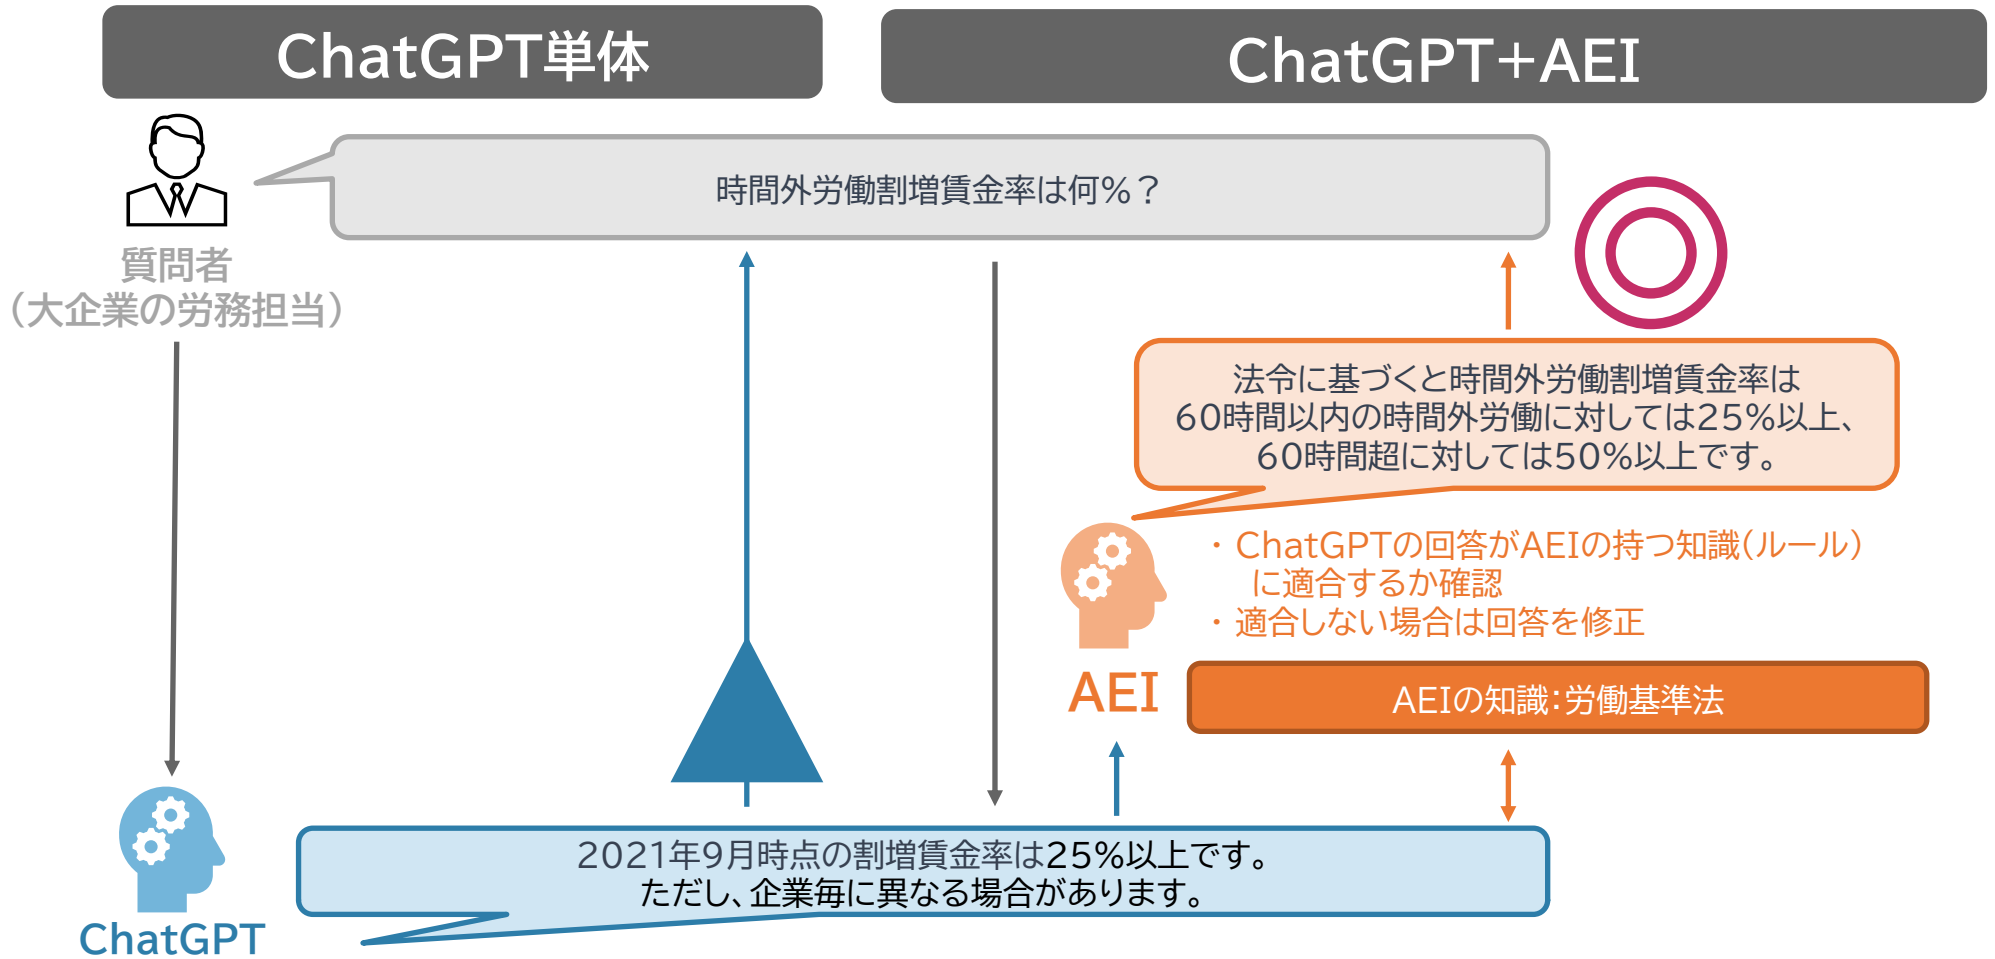 ChatGPT単体
ChatGPT+AEI
時間外労働割増賃金率は何%？
質問者
（大企業の労務担当）
法令に基づくと時間外労働割増賃金率は
60時間以内の時間外労働に対しては25%以上、
60時間超に対しては50%以上です。
・ChatGPTの回答がAEIの持つ知識（ルール）
に適合するか確認
・適合しない場合は回答を修正
AEI
AEIの知識：労働基準法
2021年9月時点の割増賃金率は25%以上です。
ただし、企業毎に異なる場合があります。
ChatGPT